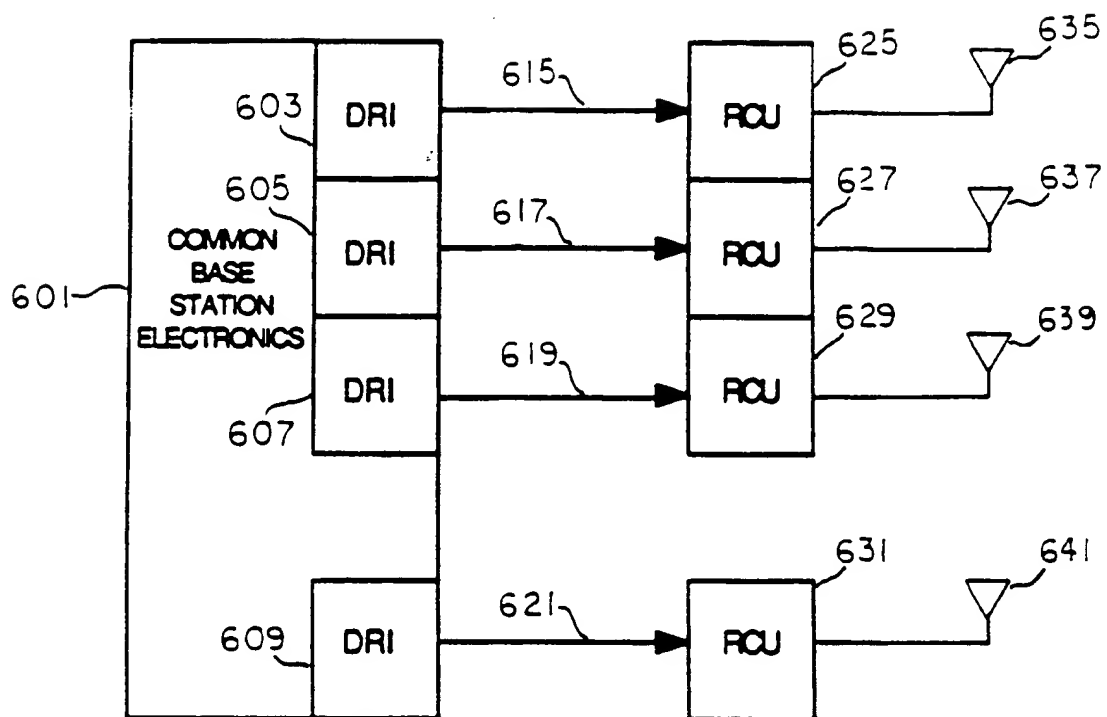 635
615
625
603
DRI
RCU
605
627
637
617
COMMON
BASE
STATION
ELECTRONICS
DRI
RCU
601
629
639
619
DRI
RCU
607
631
641
621
609
DRI
RCU